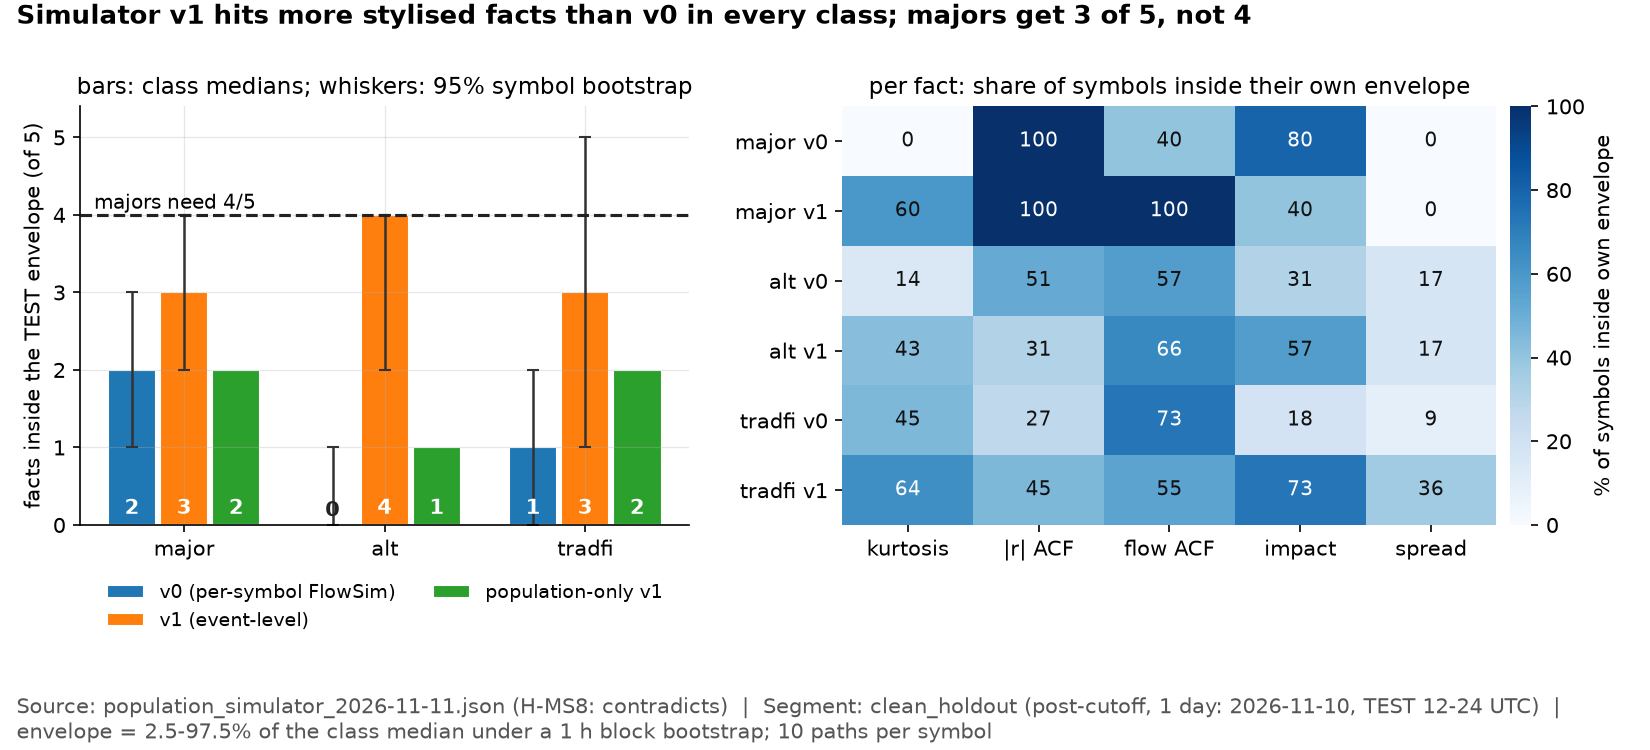 Simulator v1 hits more stylised facts than v0 in every class; majors get 3 of 5, not 4
bars: class medians; whiskers: 95% symbol bootstrap
facts inside the TEST envelope (of 5)
5
4
3
2
1
0
majors need 4/5
2
3
2
0
4
1
1
3
2
major
alt
tradfi
v0 (per-symbol FlowSim)
v1 (event-level)
population-only v1
per fact: share of symbols inside their own envelope
major v0
0
100
40
80
0
major v1
60
100
100
40
0
alt v0
14
51
57
31
17
alt v1
43
31
66
57
17
tradfi v0
45
27
73
18
9
tradfi v1
64
45
55
73
36
kurtosis
|r| ACF
flow ACF
impact
spread
100
80
60
40
20
0
% of symbols inside own envelope
Source: population_simulator_2026-11-11.json (H-MS8: contradicts) | Segment: clean_holdout (post-cutoff, 1 day: 2026-11-10, TEST 12-24 UTC) |
envelope = 2.5-97.5% of the class median under a 1 h block bootstrap; 10 paths per symbol